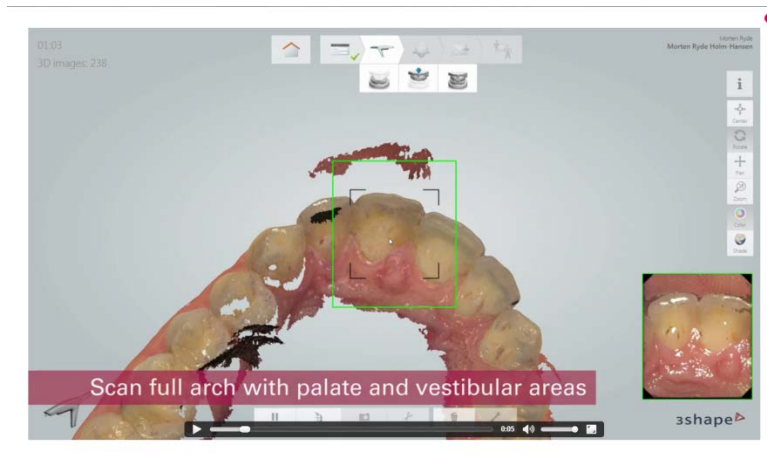 01:03
3D images: 238
Morten Ryde
Morten Ryde Holm-Hansen
Center
Rotate
Pan
Zoom
Color
Shade
Scan full arch with palate and vestibular areas
0:05
3shape